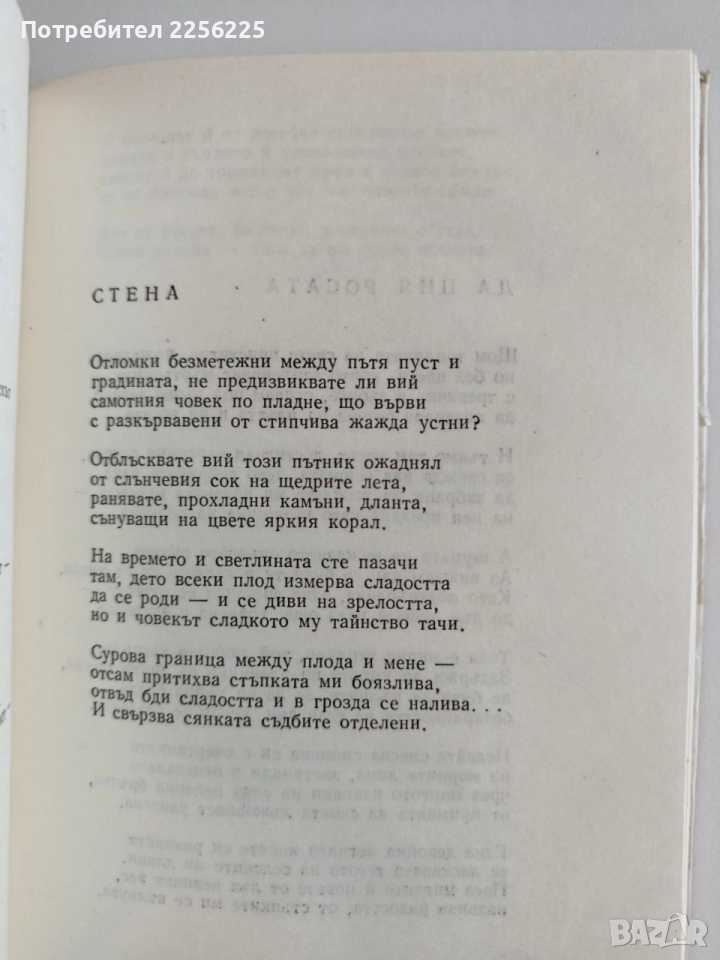 Потребител 2256225
СТЕНА
Отломки безметежни между пътя пуст и
градината, не предизвиквате ли вий
самотния човек по пладне, що върви
с разкървавени от стипчива жажда устни?
Отблъсквате вий този пътник ожаднял
от слънчевия сок на щедрите лета,
ранявате, прохладни камъни, дланта,
сънуващи на цвете яркия корал.
На времето и светлината сте пазачи
там, дето всеки плод измерва сладостта
да се роди — и се диви на зрелостта,
но и човекът сладкото му тайнство тачи.
Сурова граница между плода и мене —
отсам притихва стъпката ми боязлива,
отвъд бди сладостта и в грозда се налива. . .
И свързва сянката съдбите отделени.
BAZAR